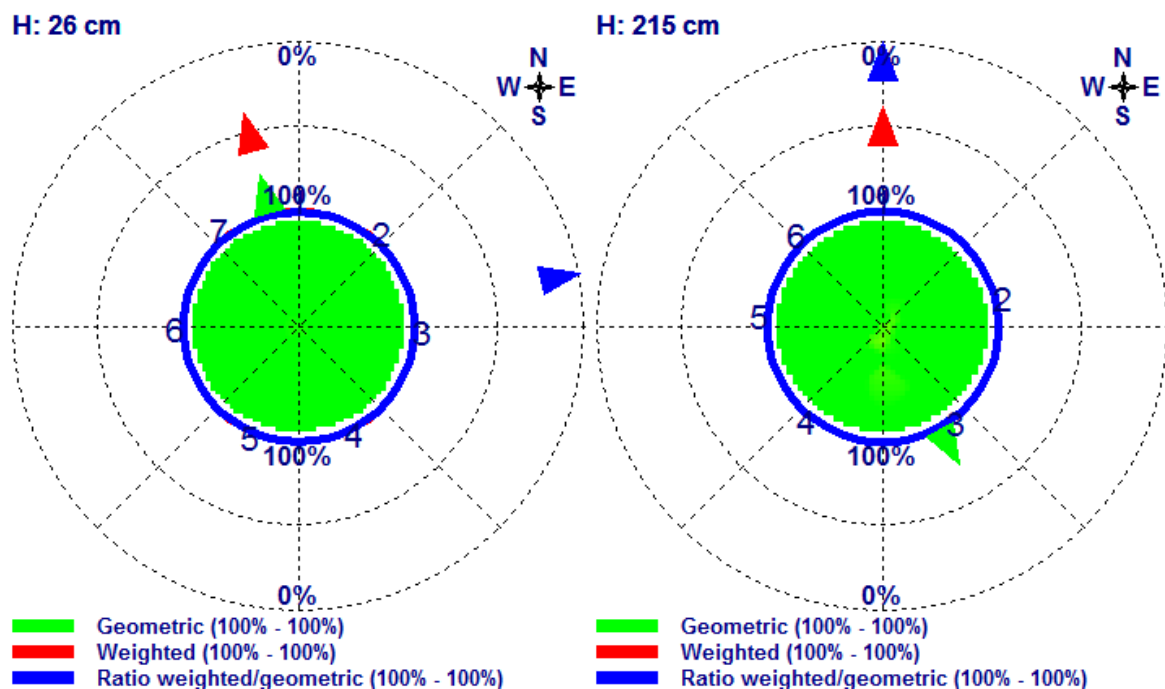 H: 26 cm
0%
N
W E
S
100%
7
2
6
3
5
4
100%
0%
Geometric (100% - 100%)
Weighted (100% - 100%)
Ratio weighted/geometric (100% - 100%)
H: 215 cm
0%
N
W E
S
100%
6
2
5
4
3
100%
0%
Geometric (100% - 100%)
Weighted (100% - 100%)
Ratio weighted/geometric (100% - 100%)